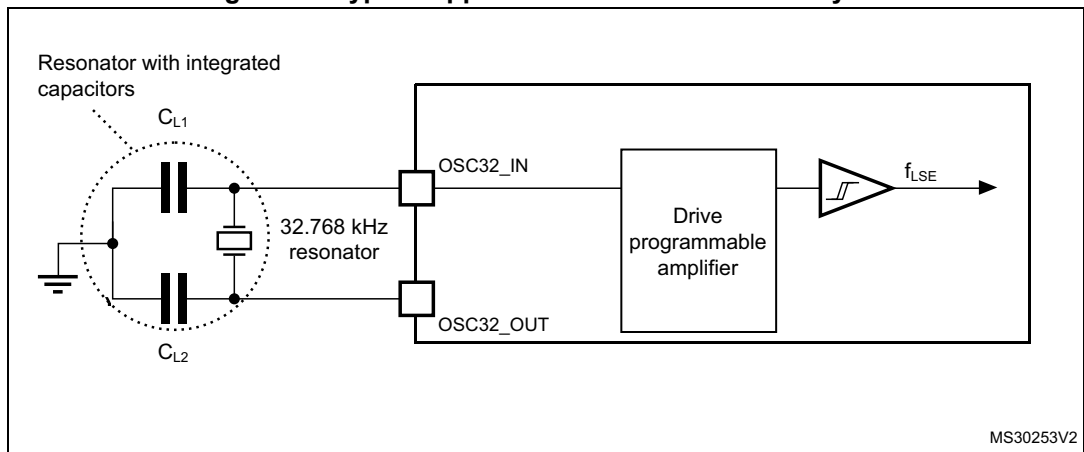 Resonator with integrated
capacitors
CL1
OSC32_IN
fLSE
32.768 kHz
resonator
Drive
programmable
amplifier
OSC32_OUT
CL2
MS30253V2